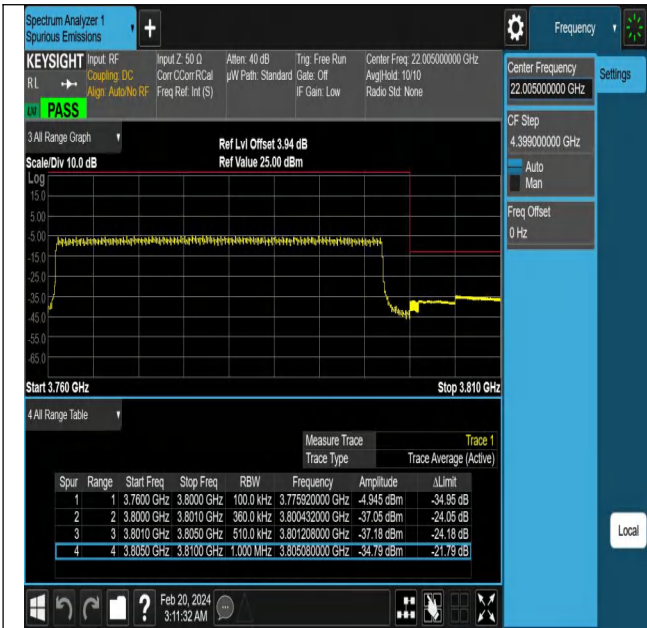 Spectrum Analyzer 1
Spurious Emissions
+
Frequency
KEYSIGHT
RL
LXI
PASS
Input: RF
Coupling: DC
Align: Auto/No RF
Input Z: 50 Ω
Corr CCorr RCal
Freq Ref: Int (S)
Atten: 40 dB
µW Path: Standard
Trig: Free Run
Gate: Off
IF Gain: Low
Center Freq: 22.005000000 GHz
Avg|Hold: 10/10
Radio Std: None
Center Frequency
22.005000000 GHz
Settings
CF Step
4.399000000 GHz
Auto
Man
Freq Offset
0 Hz
3 All Range Graph
Scale/Div 10.0 dB
Ref Lvl Offset 3.94 dB
Ref Value 25.00 dBm
Log
15.0
5.00
-5.00
-15.0
-25.0
-35.0
-45.0
-55.0
-65.0
Start 3.760 GHz
Stop 3.810 GHz
4 All Range Table
Measure Trace Trace 1
Trace Type Trace Average (Active)
Spur Range Start Freq Stop Freq RBW Frequency Amplitude ΔLimit
1 1 3.7600 GHz 3.8000 GHz 100.0 kHz 3.775920000 GHz -4.945 dBm -34.95 dB
2 2 3.8000 GHz 3.8010 GHz 360.0 kHz 3.800432000 GHz -37.05 dBm -24.05 dB
3 3 3.8010 GHz 3.8050 GHz 510.0 kHz 3.801208000 GHz -37.18 dBm -24.18 dB
4 4 3.8050 GHz 3.8100 GHz 1.000 MHz 3.805080000 GHz -34.79 dBm -21.79 dB
Local
?
Feb 20, 2024
3:11:32 AM